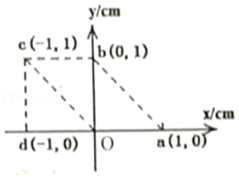 y/cm
c(-1, 1)
b(0, 1)
x/cm
d(-1, 0) O a(1, 0)